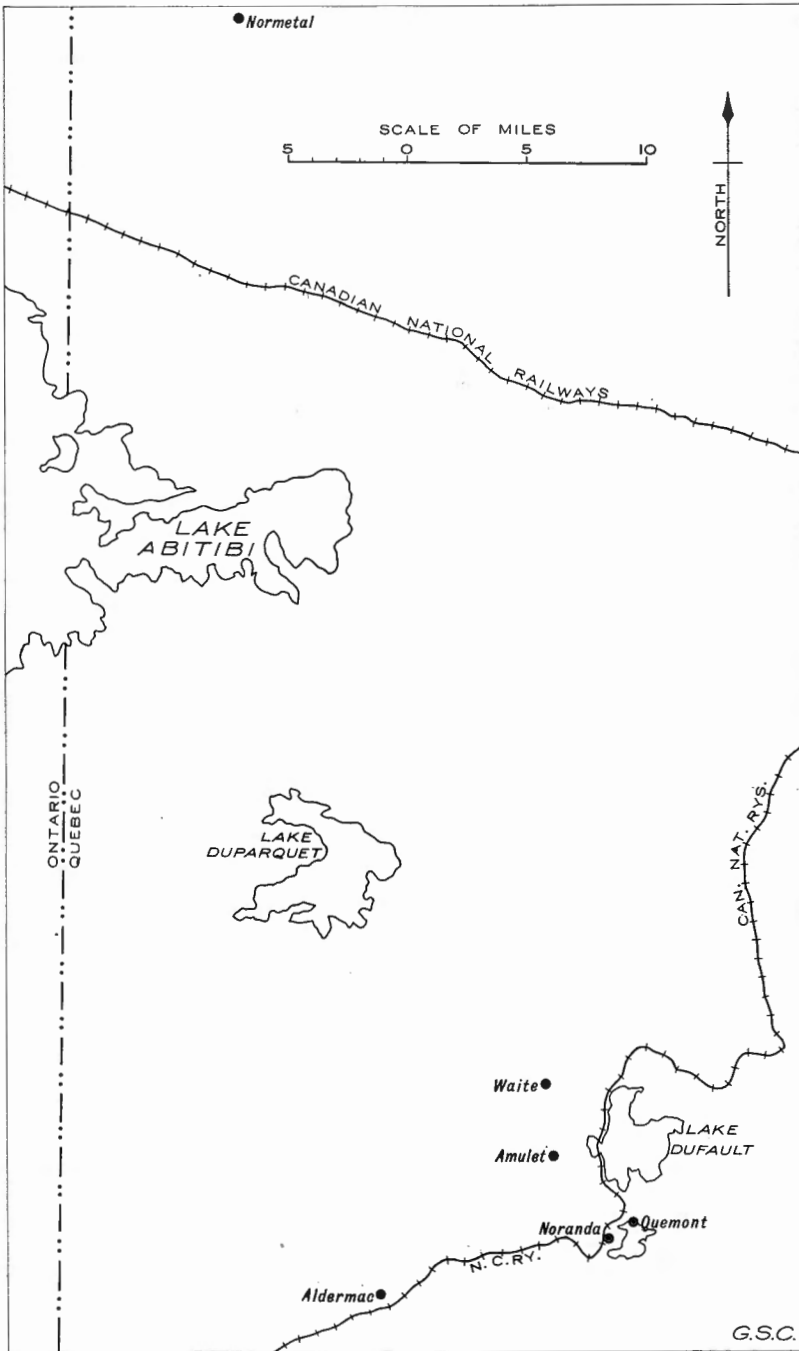 Normetal
SCALE OF MILES
5 0 5 10
NORTH
CANADIAN NATIONAL RAILWAYS
LAKE
ABITIBI
ONTARIO
QUEBEC
LAKE
DUPARQUET
CAN. NAT. RYS.
Waite
LAKE
DUFAULT
Amulet
Quemont
Noranda
N.C.RY.
Aldermac
G.S.C.